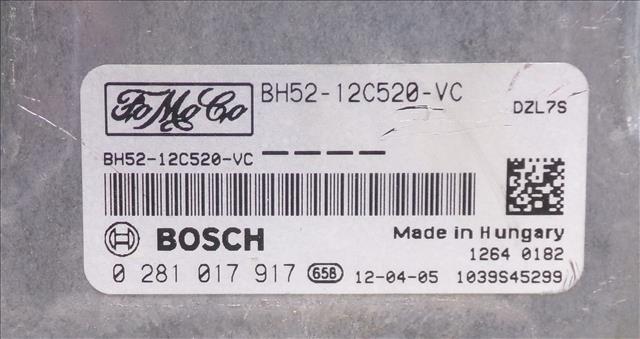 FoMoCo BH52-12C520-VC
DZL7S
BH52-12C520-VC – – – –
BOSCH Made in Hungary
1264 0182
0 281 017 917 658 12-04-05 1039S45299